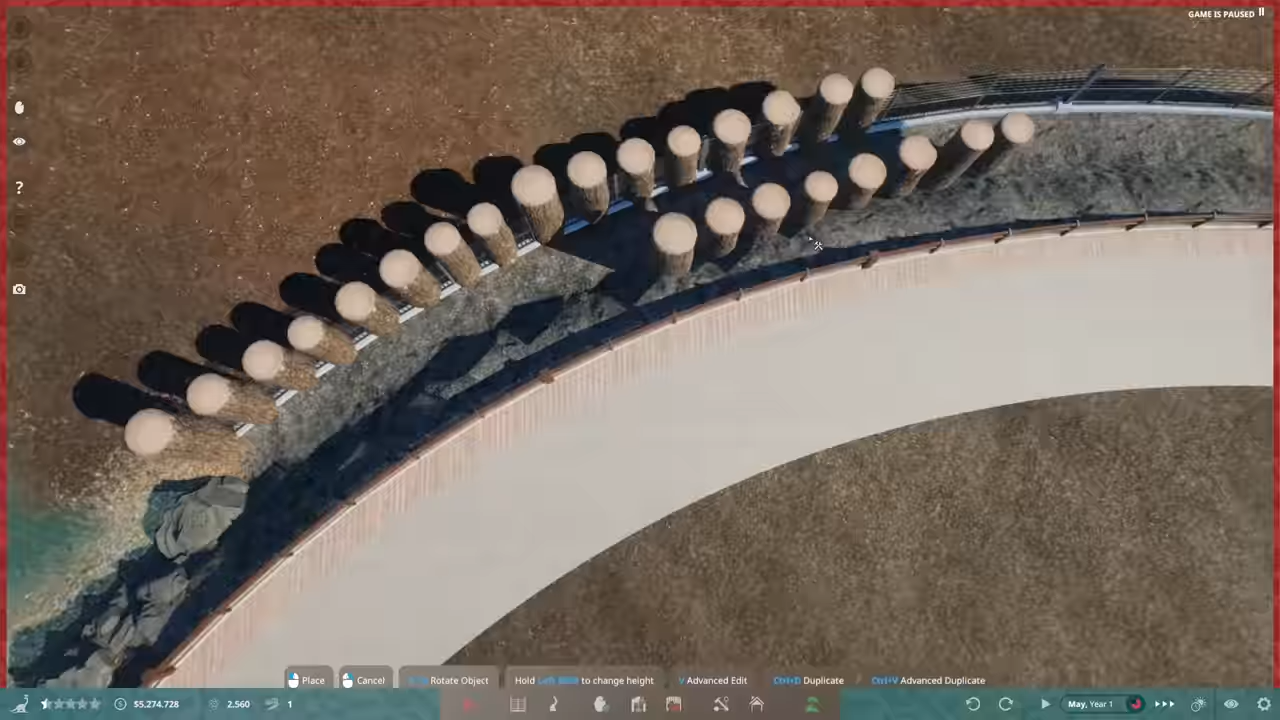 GAME IS PAUSED
?
Place
Cancel
Rotate Object
Hold to change height
V Advanced Edit
Ctrl+D Duplicate
Ctrl+V Advanced Duplicate
$5.274.728
2.560
1
May, Year 1